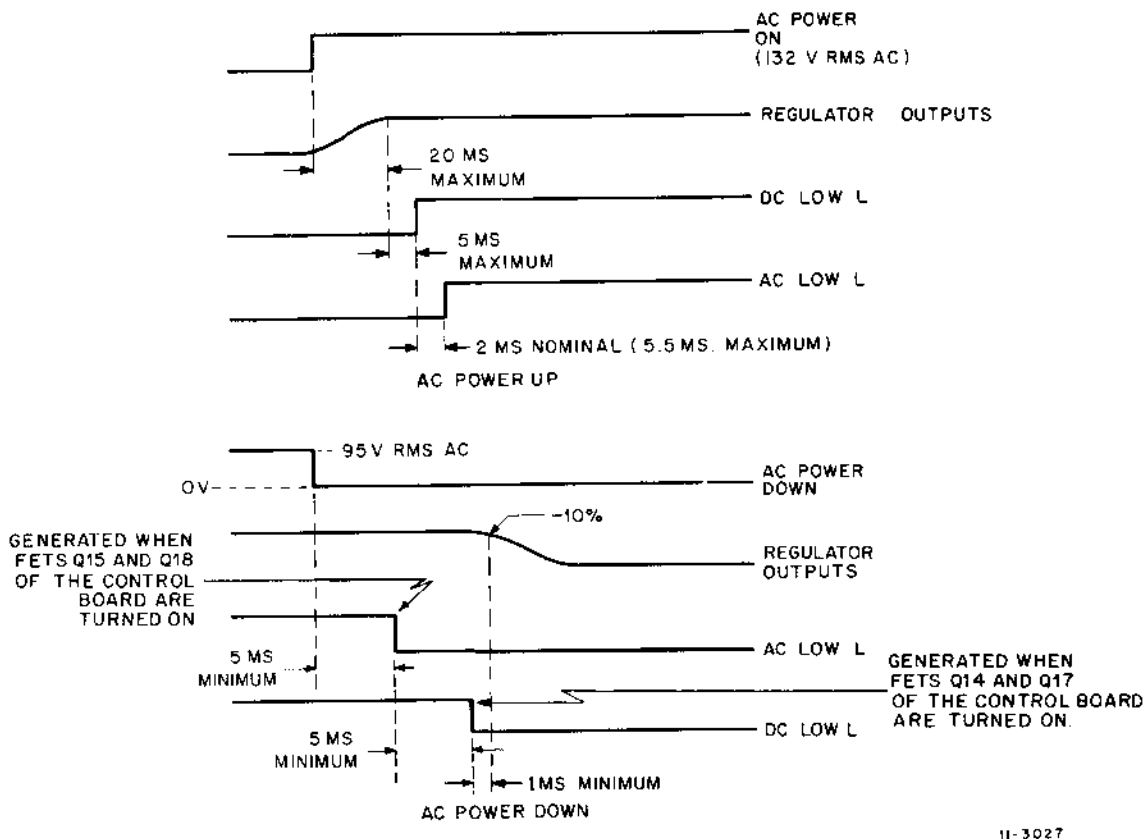 AC POWER
ON
(132 V RMS AC)
REGULATOR OUTPUTS
20 MS
MAXIMUM
DC LOW L
5 MS
MAXIMUM
AC LOW L
2 MS NOMINAL (5.5 MS. MAXIMUM)
AC POWER UP
95 V RMS AC
0 V
AC POWER
DOWN
-10%
GENERATED WHEN
FETS Q15 AND Q18
OF THE CONTROL
BOARD ARE
TURNED ON
REGULATOR
OUTPUTS
AC LOW L
5 MS
MINIMUM
GENERATED WHEN
FETS Q14 AND Q17
OF THE CONTROL BOARD
ARE TURNED ON.
DC LOW L
5 MS
MINIMUM
1 MS MINIMUM
AC POWER DOWN
11-3027